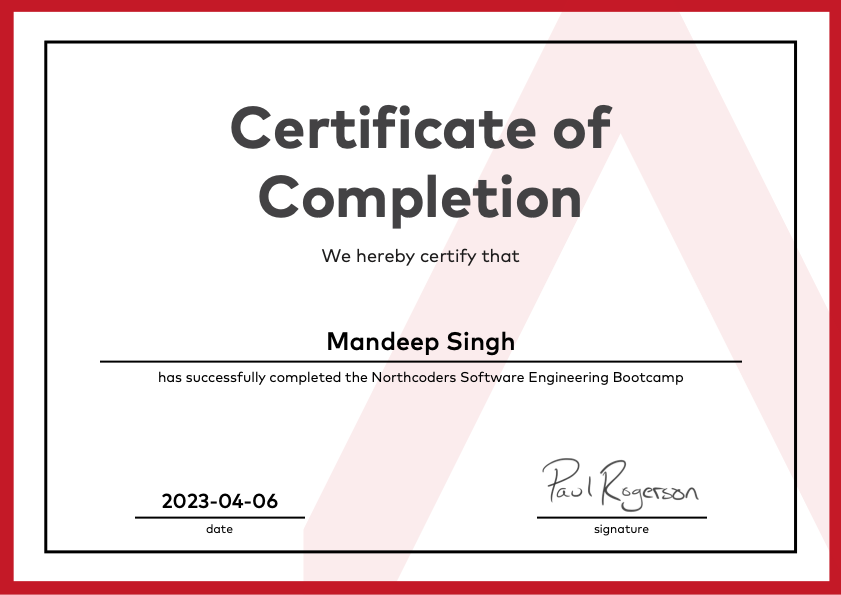 Certificate of
Completion
We hereby certify that
Mandeep Singh
has successfully completed the Northcoders Software Engineering Bootcamp
2023-04-06
Paul Rogerson
date
signature